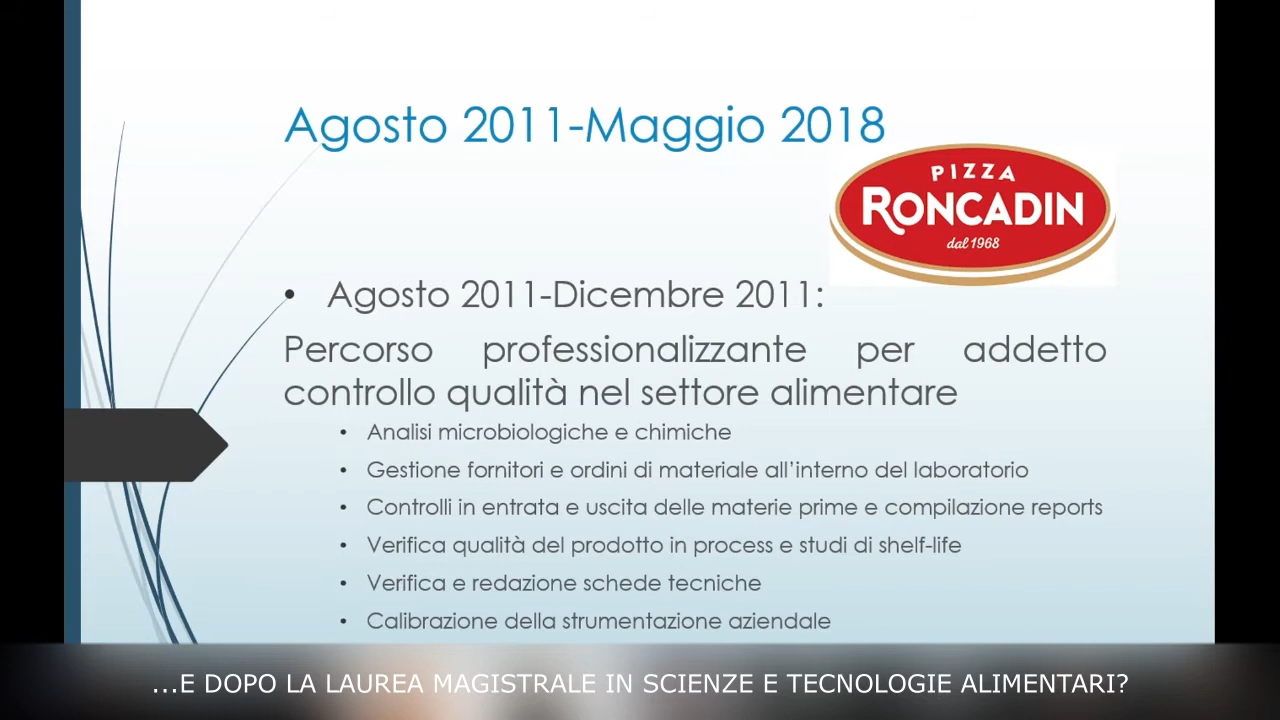 Agosto 2011-Maggio 2018
PIZZA
RONCADIN
dal 1968
• Agosto 2011-Dicembre 2011:
Percorso professionalizzante per addetto
controllo qualità nel settore alimentare
• Analisi microbiologiche e chimiche
• Gestione fornitori e ordini di materiale all’interno del laboratorio
• Controlli in entrata e uscita delle materie prime e compilazione reports
• Verifica qualità del prodotto in process e studi di shelf-life
• Verifica e redazione schede tecniche
• Calibrazione della strumentazione aziendale
...E DOPO LA LAUREA MAGISTRALE IN SCIENZE E TECNOLOGIE ALIMENTARI?